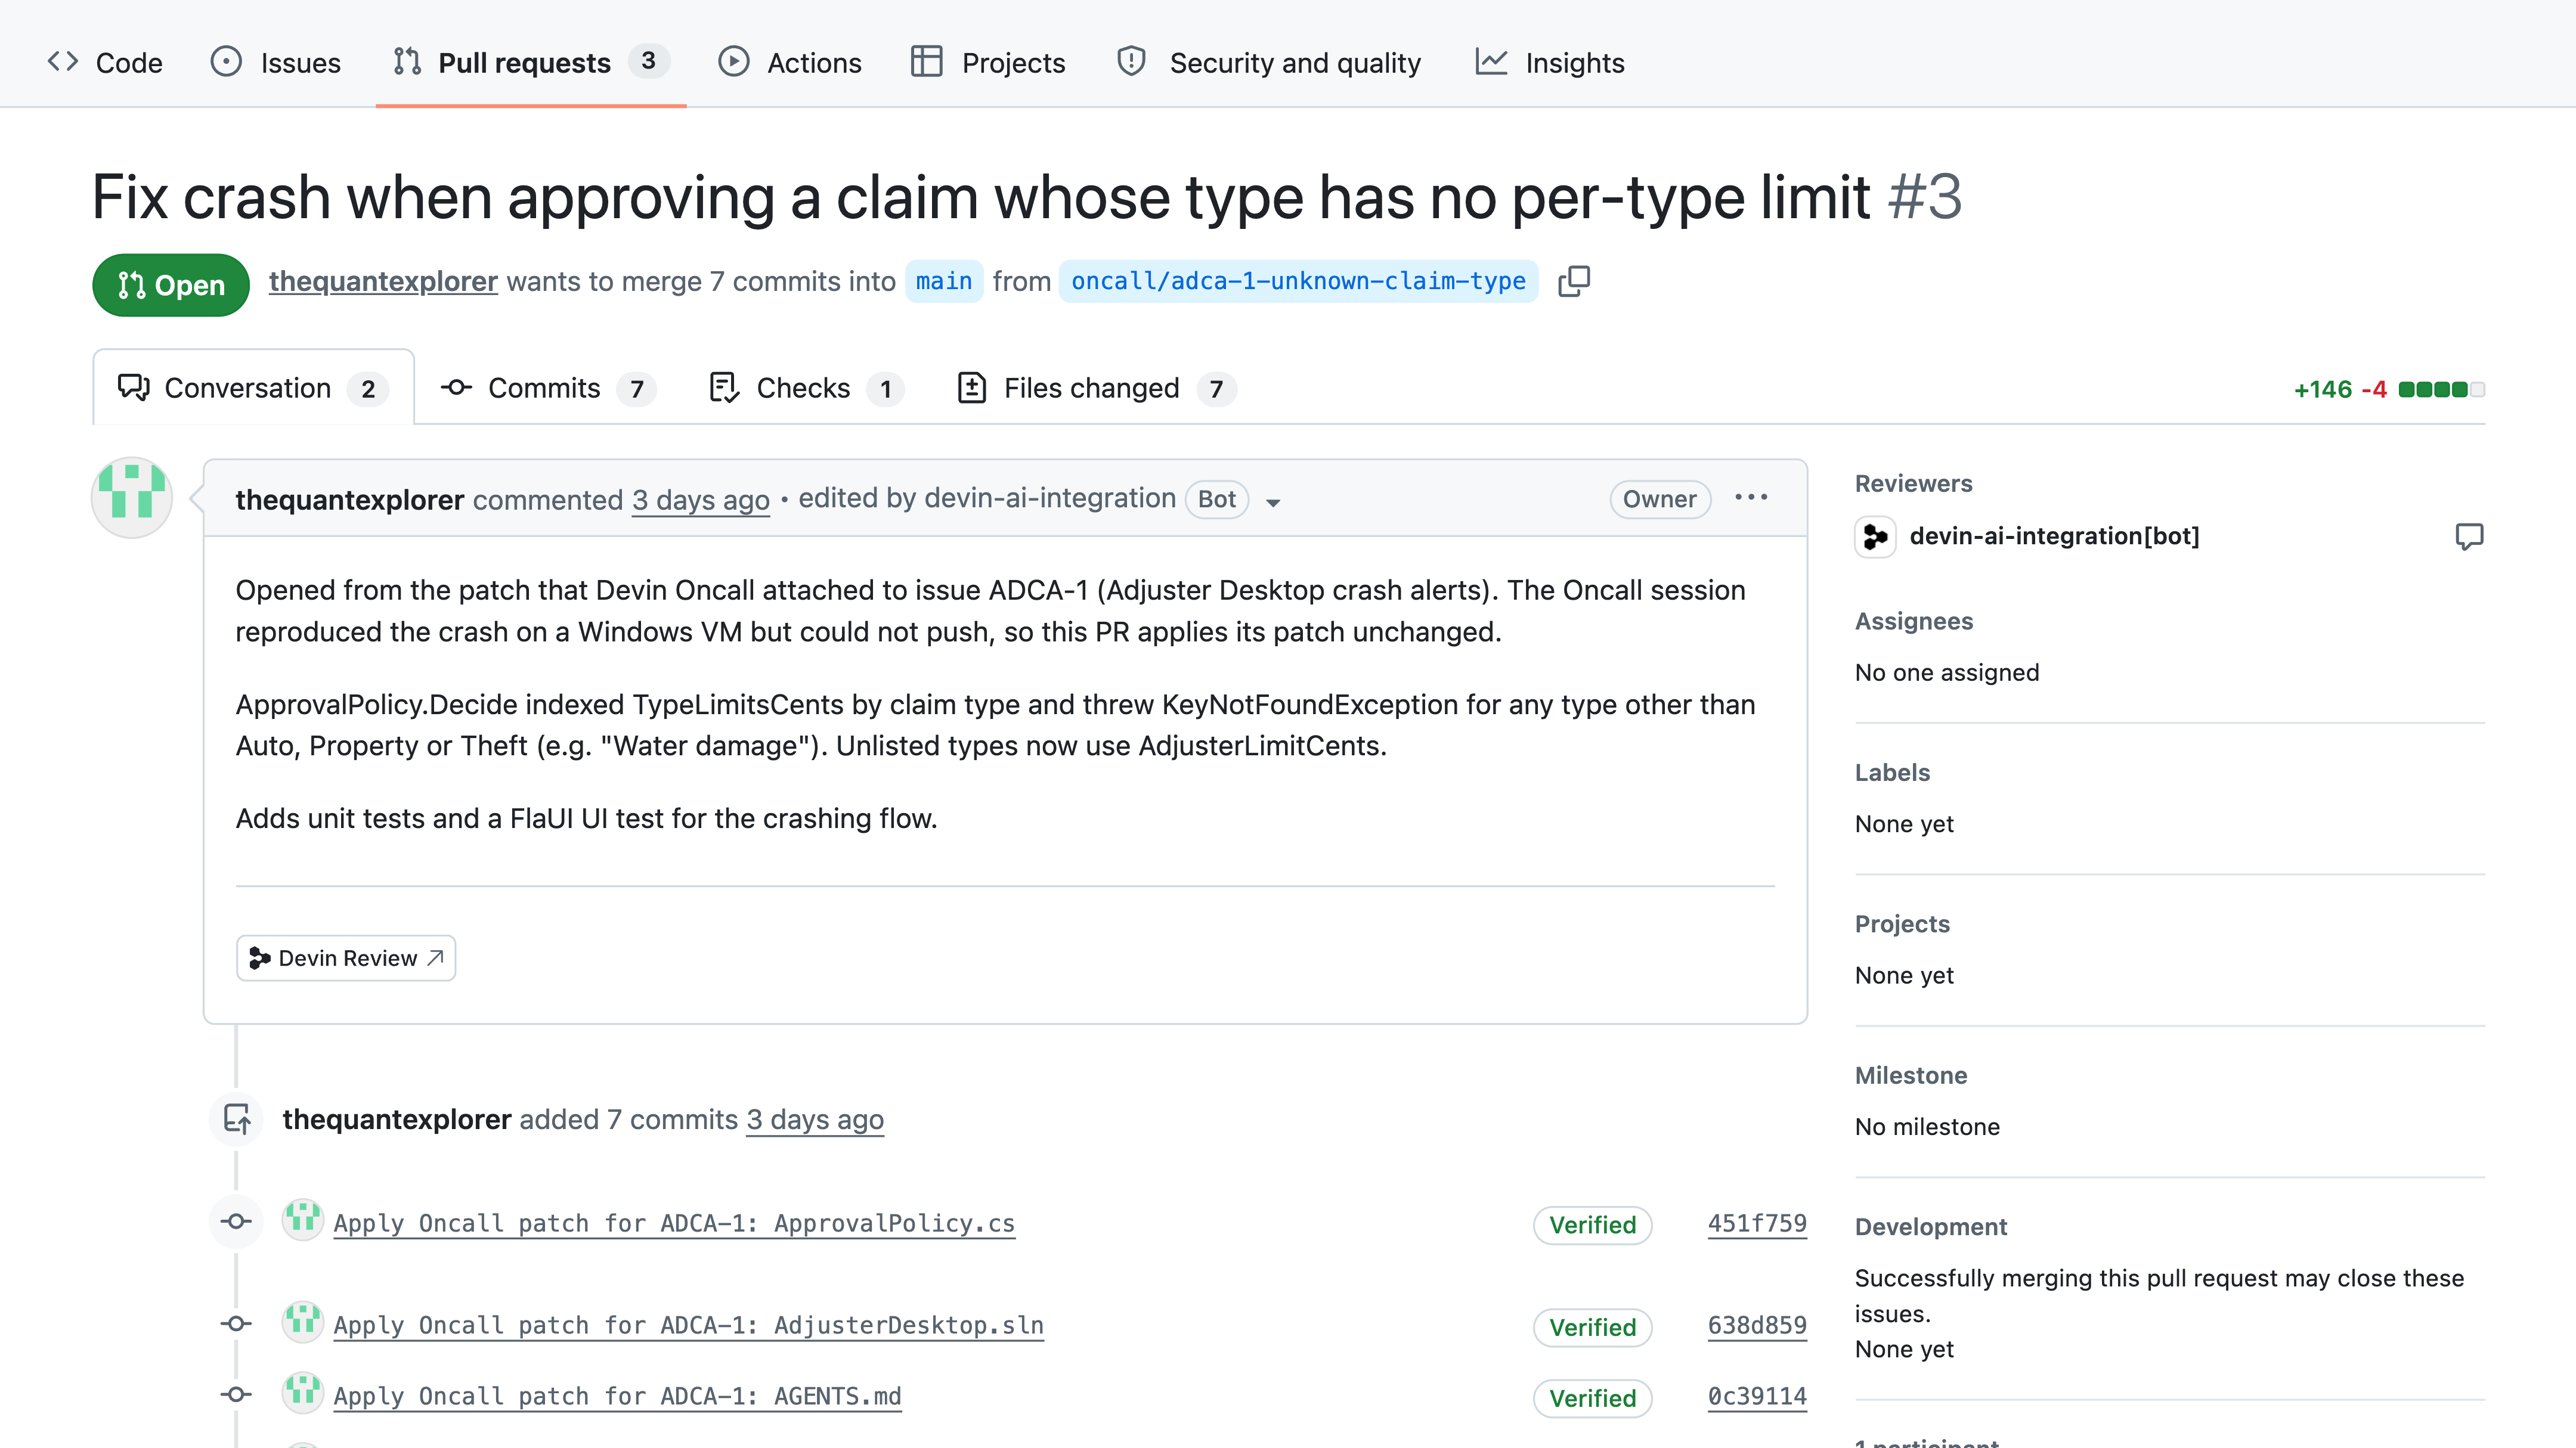 Code Issues Pull requests 3 Actions Projects Security and quality Insights
Fix crash when approving a claim whose type has no per-type limit #3
Open thequantexplorer wants to merge 7 commits into main from oncall/adca-1-unknown-claim-type
Conversation 2 Commits 7 Checks 1 Files changed 7 +146 -4
thequantexplorer commented 3 days ago • edited by devin-ai-integration Bot Owner
Opened from the patch that Devin Oncall attached to issue ADCA-1 (Adjuster Desktop crash alerts). The Oncall session
reproduced the crash on a Windows VM but could not push, so this PR applies its patch unchanged.
ApprovalPolicy.Decide indexed TypeLimitsCents by claim type and threw KeyNotFoundException for any type other than
Auto, Property or Theft (e.g. "Water damage"). Unlisted types now use AdjusterLimitCents.
Adds unit tests and a FlaUI UI test for the crashing flow.
Devin Review
thequantexplorer added 7 commits 3 days ago
Apply Oncall patch for ADCA-1: ApprovalPolicy.cs Verified 451f759
Apply Oncall patch for ADCA-1: AdjusterDesktop.sln Verified 638d859
Apply Oncall patch for ADCA-1: AGENTS.md Verified 0c39114
Reviewers
devin-ai-integration[bot]
Assignees
No one assigned
Labels
None yet
Projects
None yet
Milestone
No milestone
Development
Successfully merging this pull request may close these
issues.
None yet
1 participant